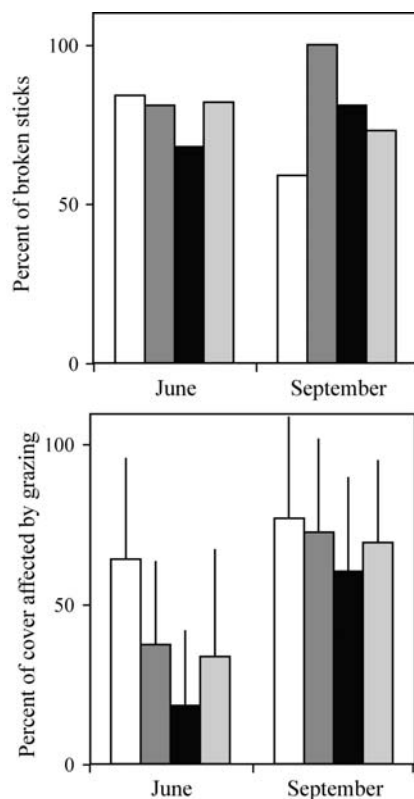 Percent of broken sticks
100
50
0
June September
Percent of cover affected by grazing
100
50
0
June September